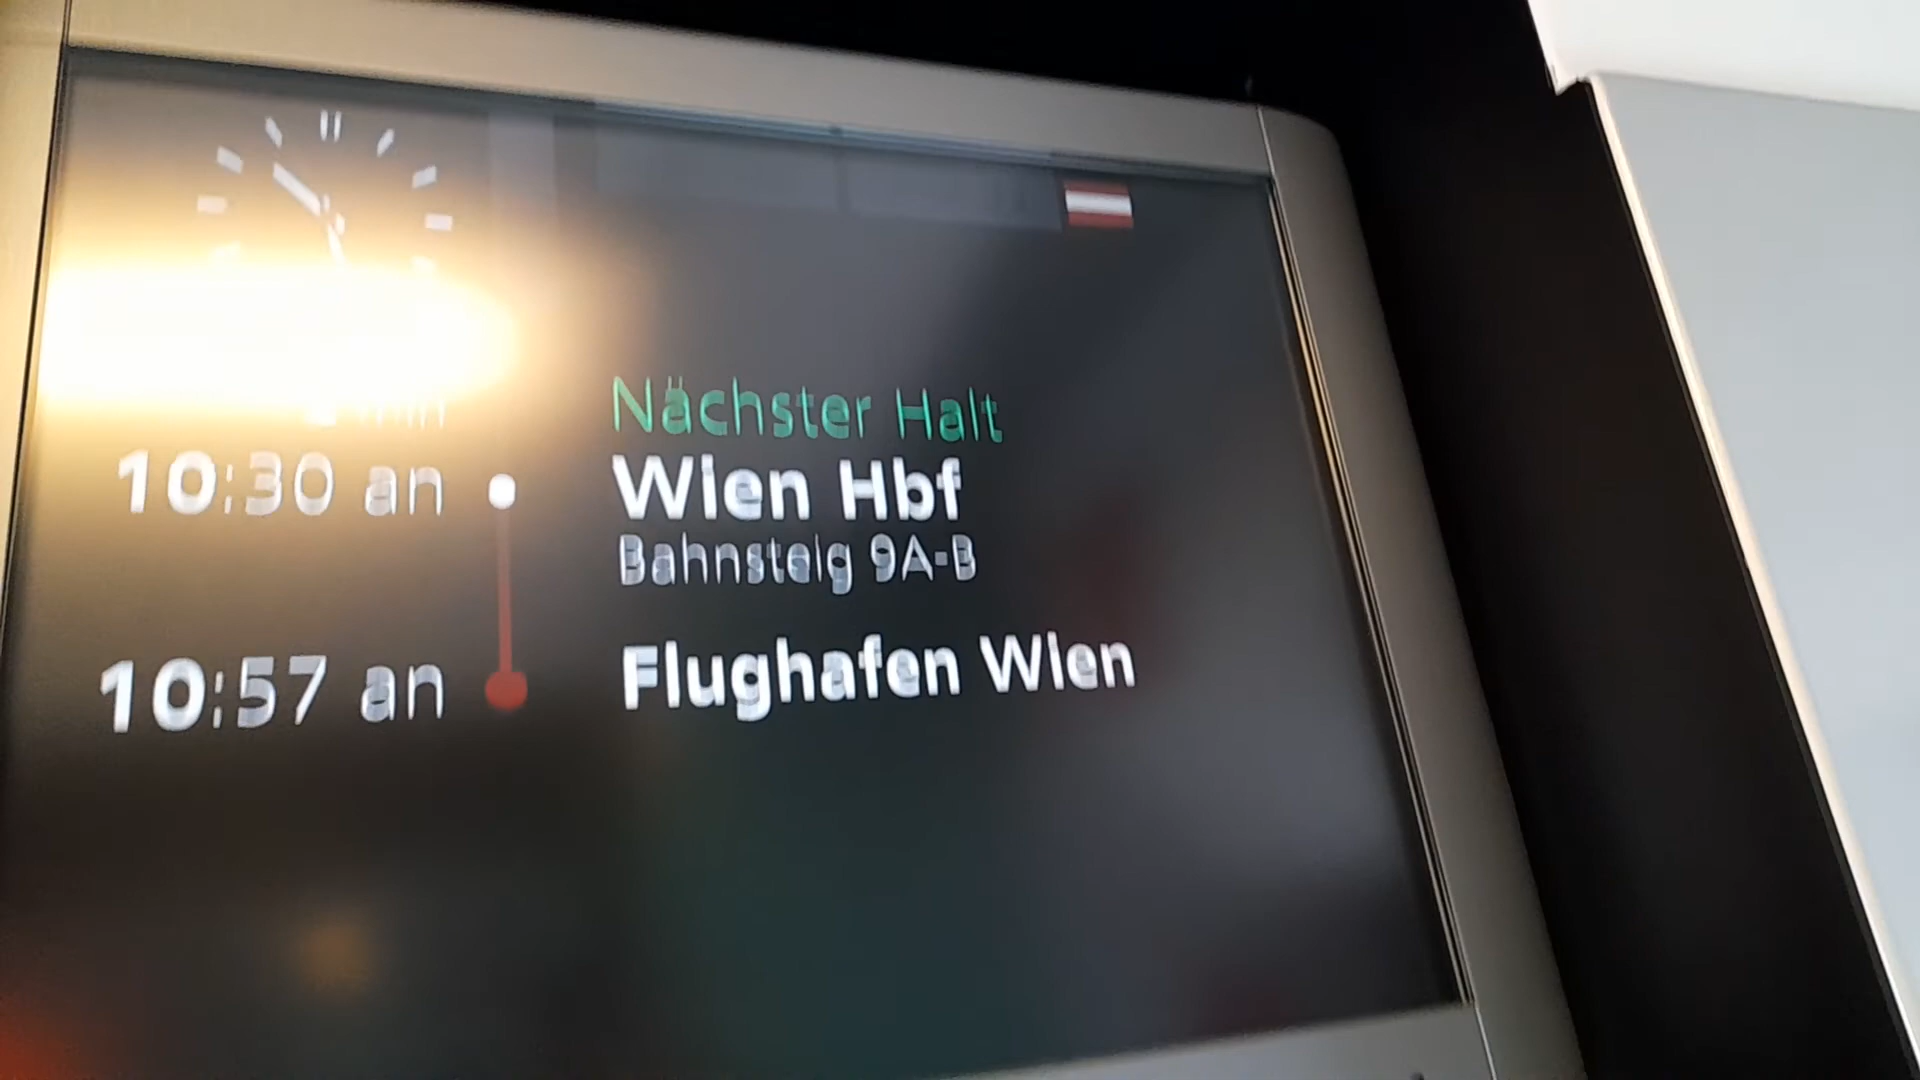 Nächster Halt
10:30 an Wien Hbf
Bahnsteig 9A-B
10:57 an Flughafen Wien